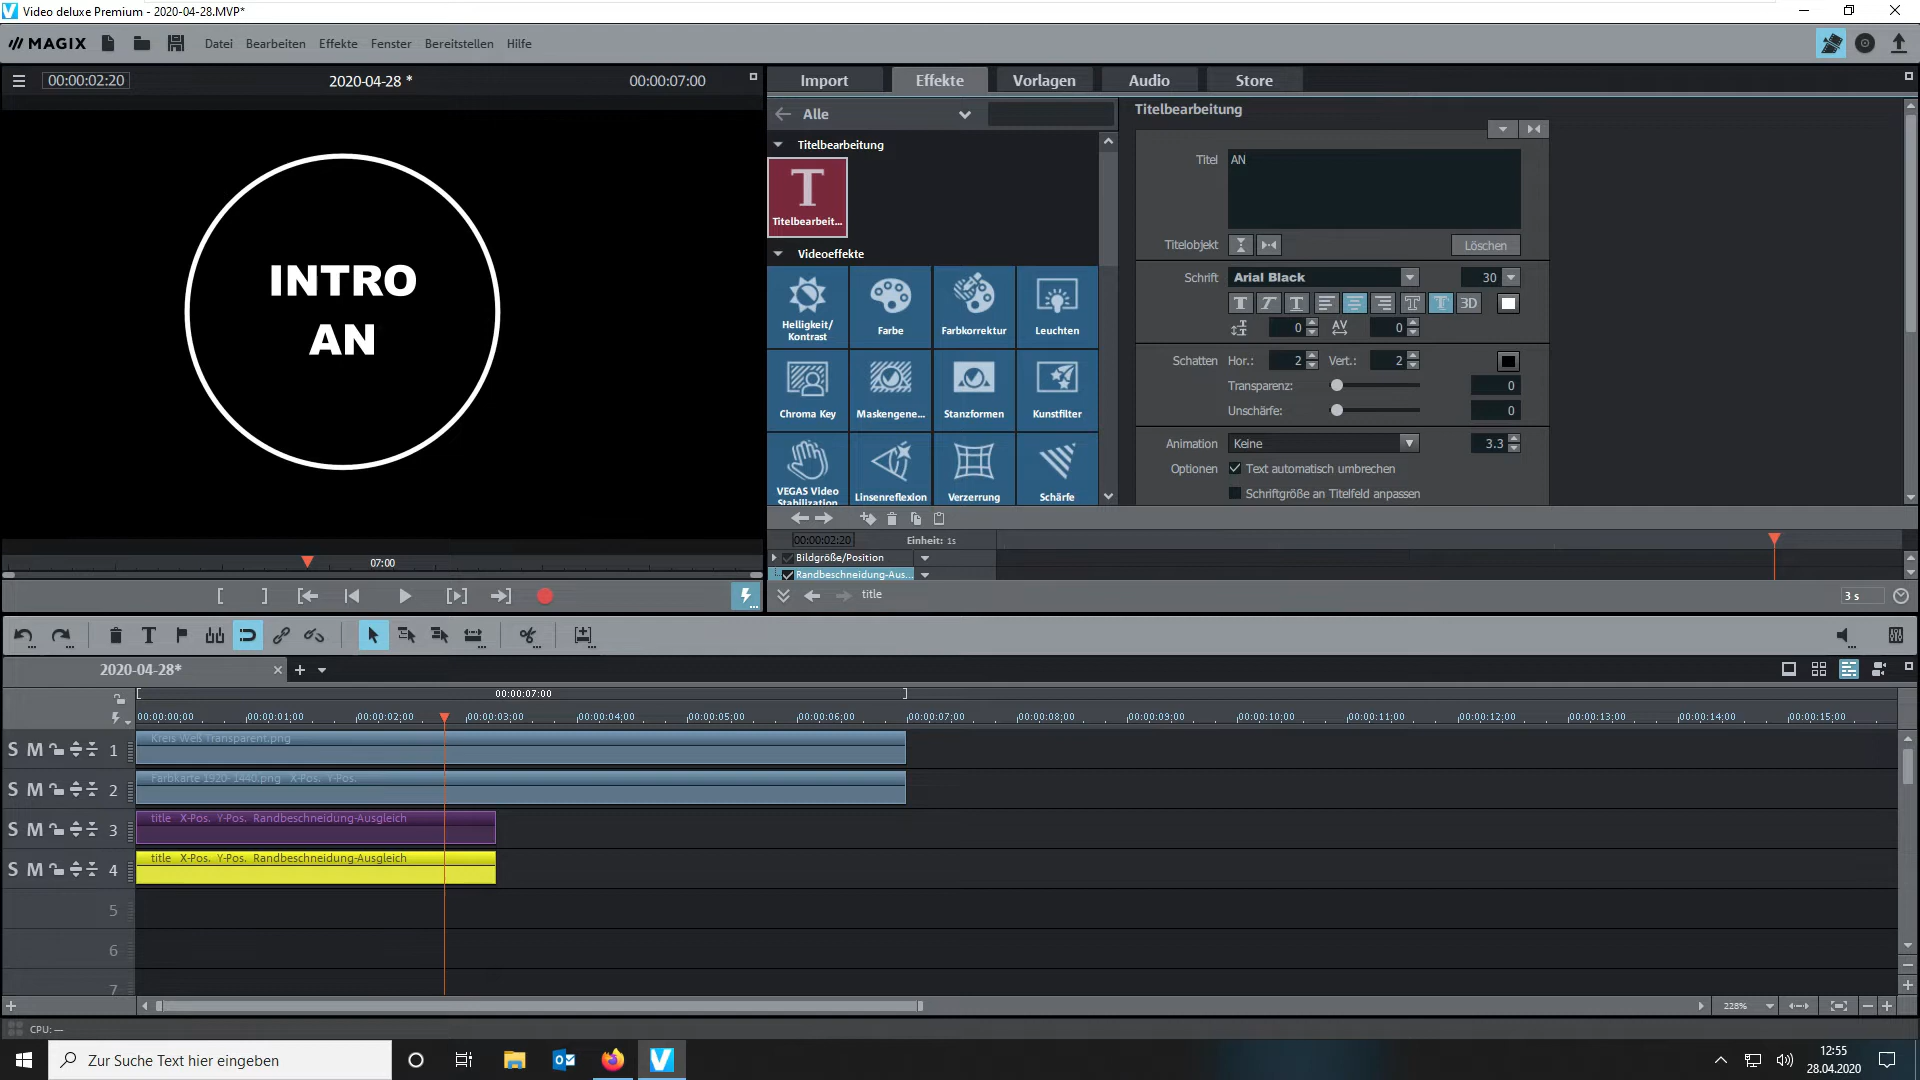 Video deluxe Premium - 2020-04-28.MVP*
MAGIX Datei Bearbeiten Effekte Fenster Bereitstellen Hilfe
00:00:02:20 2020-04-28 * 00:00:07:00
INTRO
AN
07:00
Import Effekte Vorlagen Audio Store
Alle
Titelbearbeitung
Titelbearbeit...
Videoeffekte
Helligkeit/
Kontrast Farbe Farbkorrektur Leuchten
Chroma Key Maskengene... Stanzformen Kunstfilter
VEGAS Video
Stabilization Linsenreflexion Verzerrung Schärfe
Titelbearbeitung
Titel AN
Titelobjekt Löschen
Schrift Arial Black 30
3D
AV 0 0
Schatten Hor.: 2 Vert.: 2
Transparenz: 0
Unschärfe: 0
Animation Keine 3.3
Optionen Text automatisch umbrechen
Schriftgröße an Titelfeld anpassen
00:00:02:20 Einheit: 1s
Bildgröße/Position
Randbeschneidung-Aus...
title 3 s
2020-04-28*
00:00:07:00
00:00:00;00 00:00:01;00 00:00:02;00 00:00:03;00 00:00:04;00 00:00:05;00 00:00:06;00 00:00:07;00 00:00:08;00 00:00:09;00 00:00:10;00 00:00:11;00 00:00:12;00 00:00:13;00 00:00:14;00 00:00:15;00
S M 1 Kreis Weß Transparent.png
S M 2 Farbkarte 1920- 1440.png X-Pos. Y-Pos.
S M 3 title X-Pos. Y-Pos. Randbeschneidung-Ausgleich
S M 4 title X-Pos. Y-Pos. Randbeschneidung-Ausgleich
5
6
7
228%
CPU: —
Zur Suche Text hier eingeben
12:55
28.04.2020